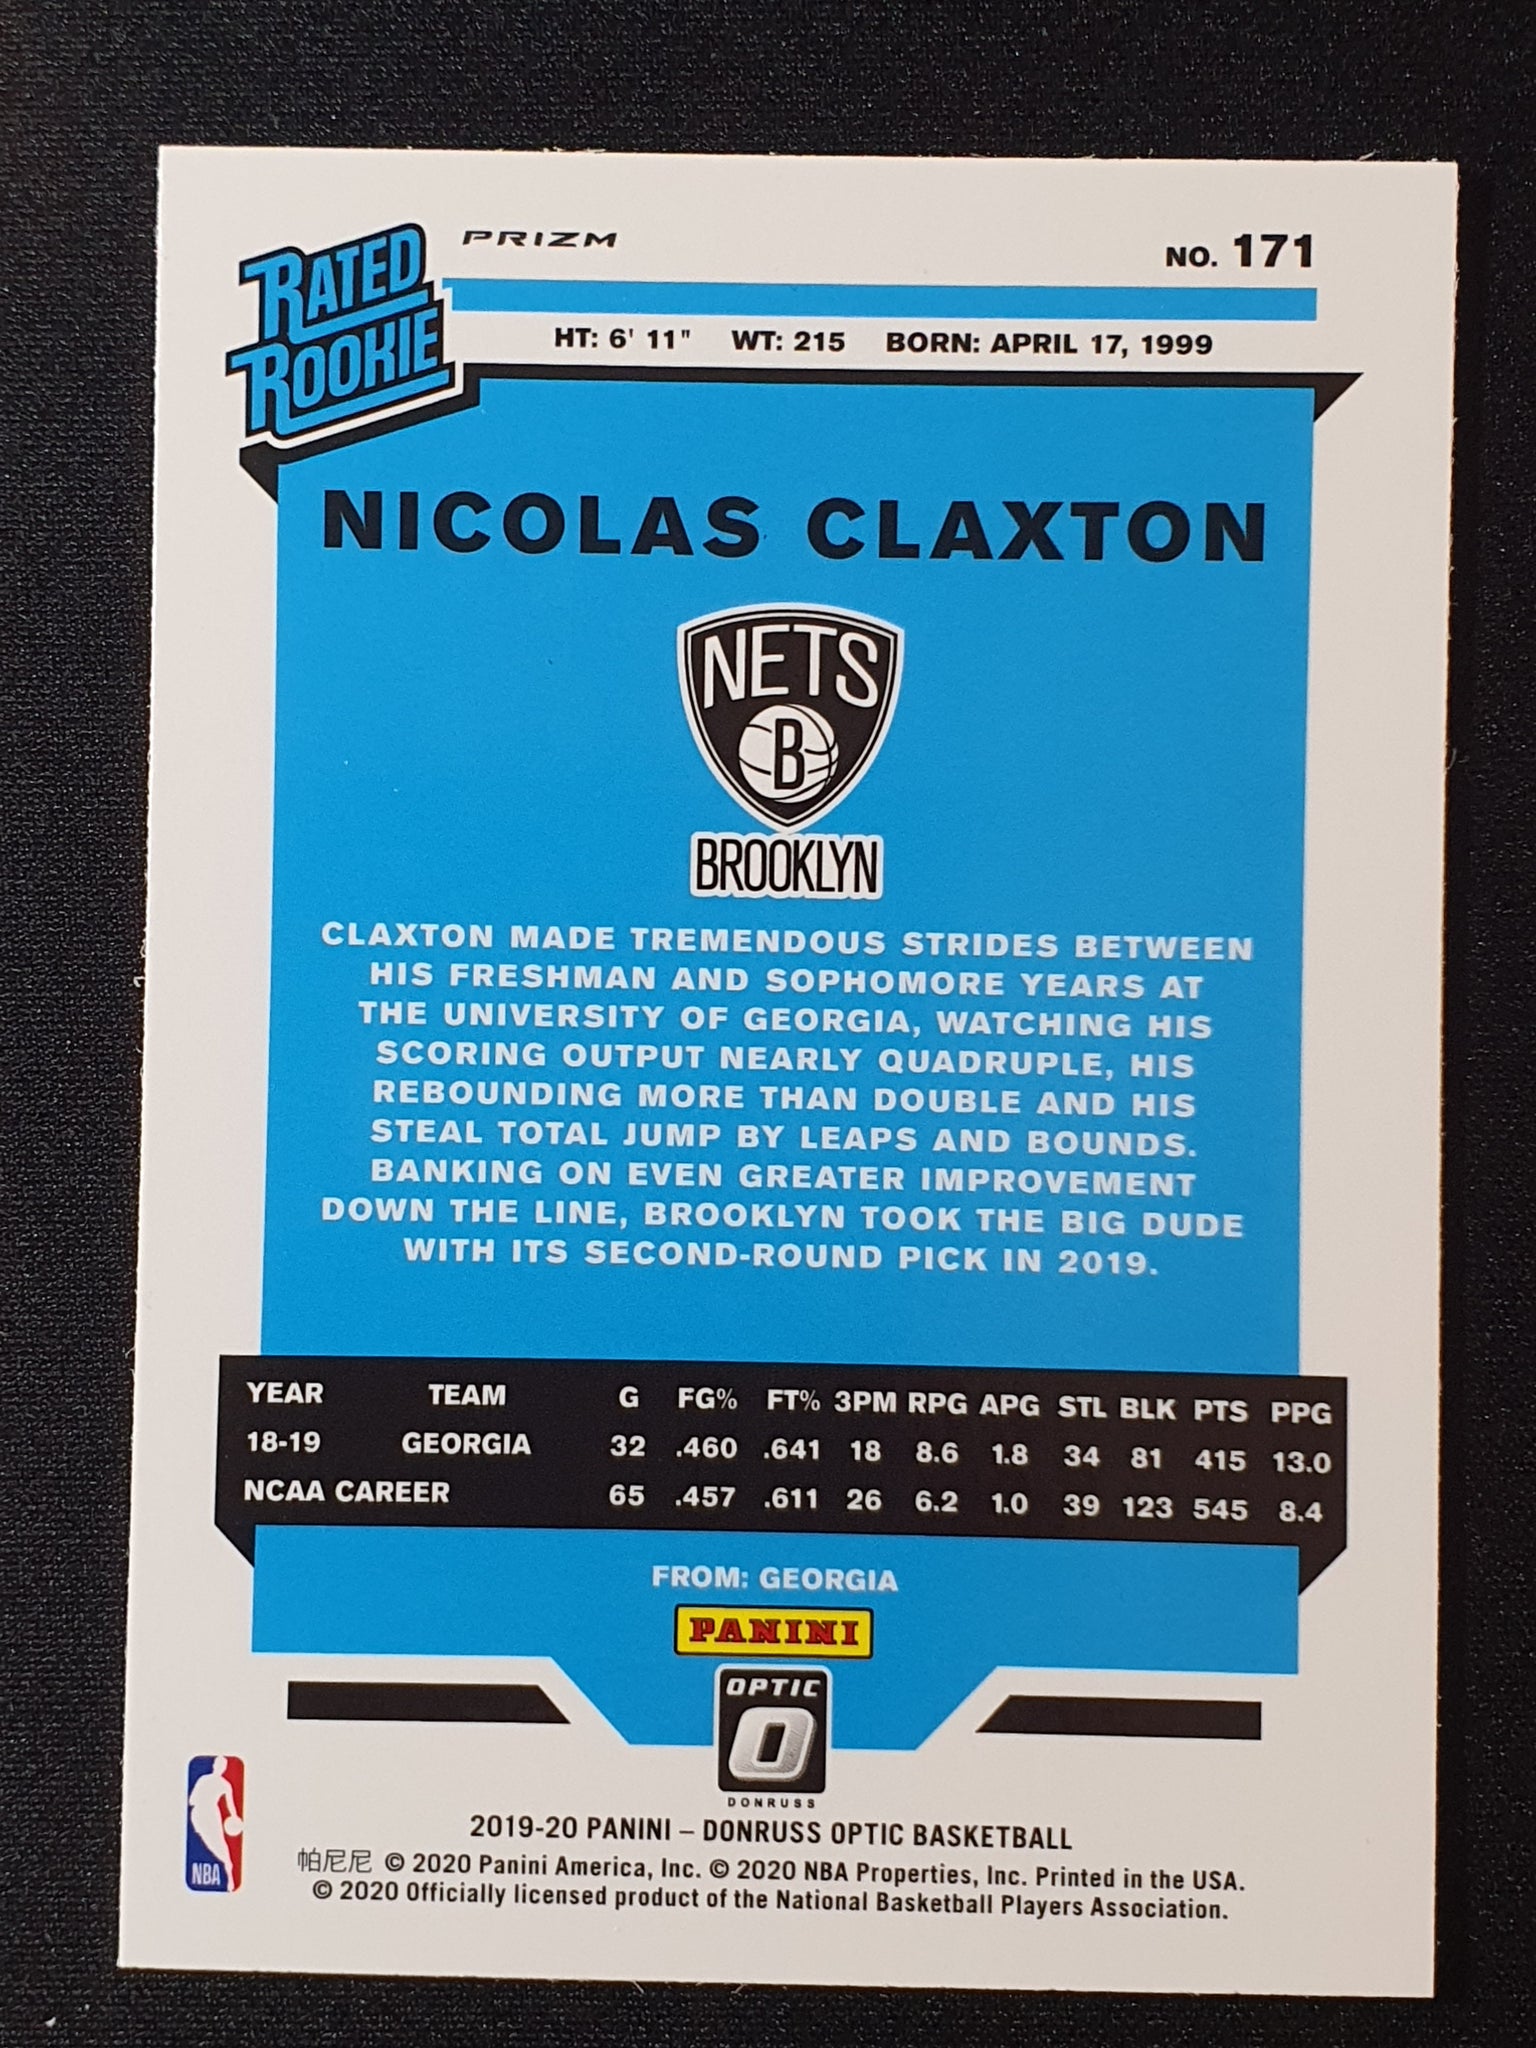 RATED
ROOKIE
PRIZM
NO. 171
HT: 6' 11" WT: 215 BORN: APRIL 17, 1999
NICOLAS CLAXTON
NETS
B
BROOKLYN
CLAXTON MADE TREMENDOUS STRIDES BETWEEN
HIS FRESHMAN AND SOPHOMORE YEARS AT
THE UNIVERSITY OF GEORGIA, WATCHING HIS
SCORING OUTPUT NEARLY QUADRUPLE, HIS
REBOUNDING MORE THAN DOUBLE AND HIS
STEAL TOTAL JUMP BY LEAPS AND BOUNDS.
BANKING ON EVEN GREATER IMPROVEMENT
DOWN THE LINE, BROOKLYN TOOK THE BIG DUDE
WITH ITS SECOND-ROUND PICK IN 2019.
YEAR TEAM G FG% FT% 3PM RPG APG STL BLK PTS PPG
18-19 GEORGIA 32 .460 .641 18 8.6 1.8 34 81 415 13.0
NCAA CAREER 65 .457 .611 26 6.2 1.0 39 123 545 8.4
FROM: GEORGIA
PANINI
OPTIC
O
DONRUSS
NBA
2019-20 PANINI – DONRUSS OPTIC BASKETBALL
帕尼尼 © 2020 Panini America, Inc. © 2020 NBA Properties, Inc. Printed in the USA.
© 2020 Officially licensed product of the National Basketball Players Association.